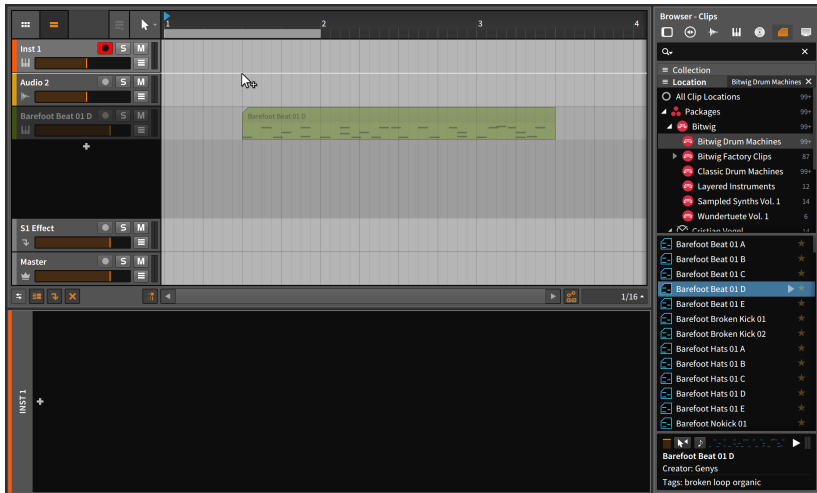 Browser - Clips
1 2 3 .4
Inst 1 S M
Audio 2 S M
Barefoot Beat 01 D S M
Barefoot Beat 01 D
S1 Effect S M
Master S M
1/16
INST 1
Collection
Location Bitwig Drum Machines
All Clip Locations 99+
Packages 99+
Bitwig 99+
Bitwig Drum Machines 99+
Bitwig Factory Clips 87
Classic Drum Machines 99+
Layered Instruments 12
Sampled Synths Vol. 1 14
Wundertuete Vol. 1 6
Cristian Vogel 14
Barefoot Beat 01 A
Barefoot Beat 01 B
Barefoot Beat 01 C
Barefoot Beat 01 D
Barefoot Beat 01 E
Barefoot Broken Kick 01
Barefoot Broken Kick 02
Barefoot Hats 01 A
Barefoot Hats 01 B
Barefoot Hats 01 C
Barefoot Hats 01 D
Barefoot Hats 01 E
Barefoot Nokick 01
Barefoot Beat 01 D
Creator: Genys
Tags: broken loop organic